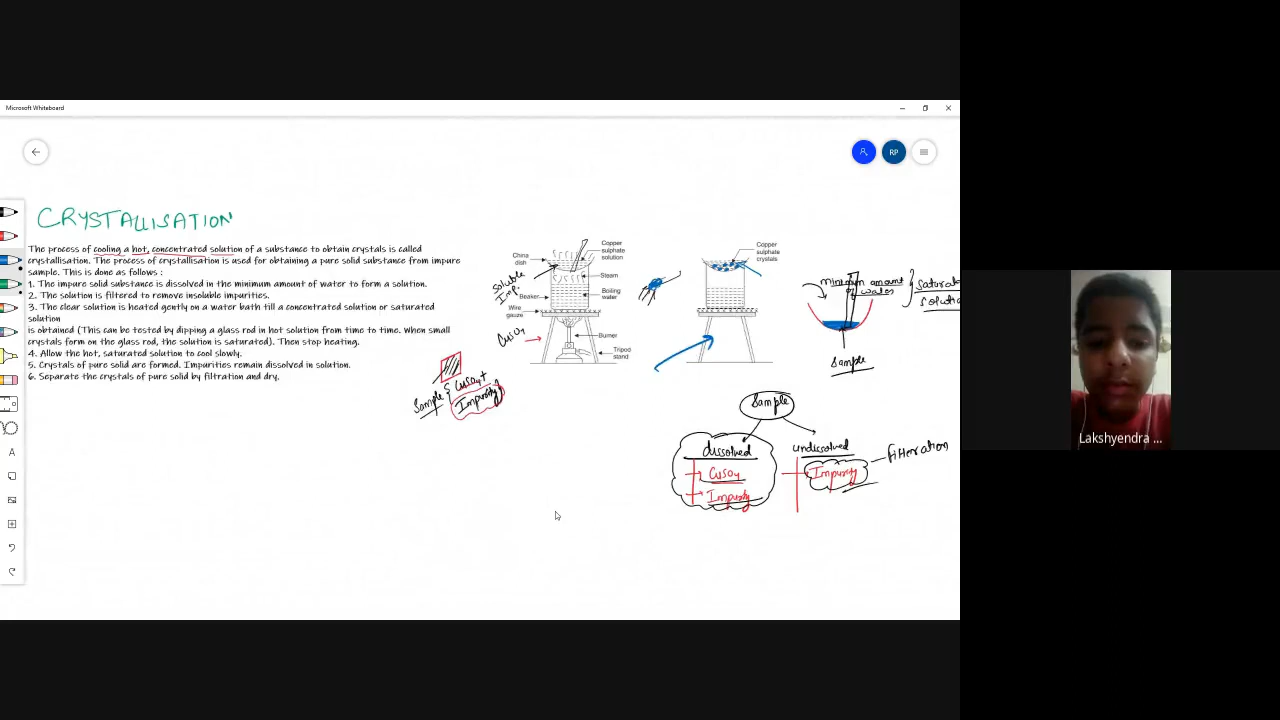 Microsoft Whiteboard
RP
CRYSTALLISATION
The process of cooling a hot, concentrated solution of a substance to obtain crystals is called
crystallisation. The process of crystallisation is used for obtaining a pure solid substance from impure
sample. This is done as follows :
1. The impure solid substance is dissolved in the minimum amount of water to form a solution.
2. The solution is filtered to remove insoluble impurities.
3. The clear solution is heated gently on a water bath till a concentrated solution or saturated
solution
is obtained (This can be tested by dipping a glass rod in hot solution from time to time. When small
crystals form on the glass rod, the solution is saturated). Then stop heating.
4. Allow the hot, saturated solution to cool slowly.
5. Crystals of pure solid are formed. Impurities remain dissolved in solution.
6. Separate the crystals of pure solid by filtration and dry.
Sample
CuSO4 +
Impurity
Soluble
Imp.
CuSO4
China
dish
Beaker
Wire
gauze
Copper
sulphate
solution
Steam
Boiling
water
Burner
Tripod
stand
Copper
sulphate
crystals
minimum amount
water
Saturat
Solutio
Sample
Sample
dissolved
CuSO4
Impurity
undissolved
Impurity
filteration
A
Lakshyendra ...